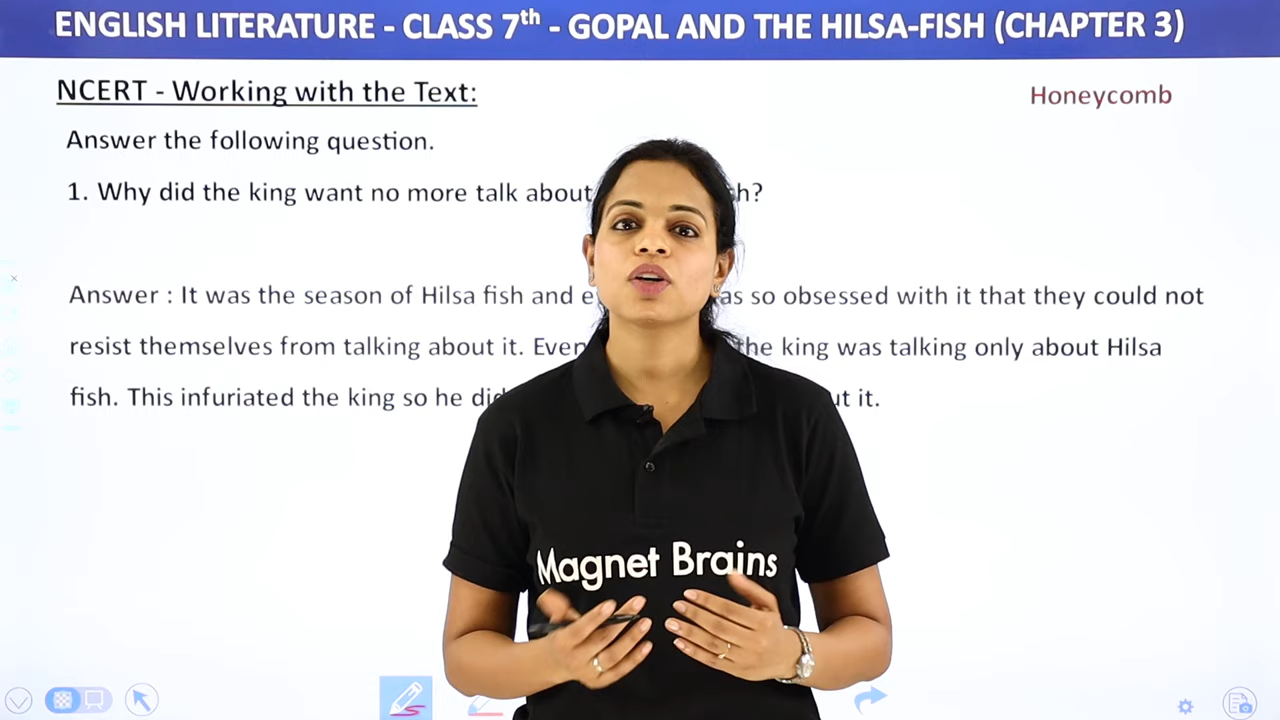 ENGLISH LITERATURE - CLASS 7th - GOPAL AND THE HILSA-FISH (CHAPTER 3)
NCERT - Working with the Text:
Honeycomb
Answer the following question.
1. Why did the king want no more talk about
Answer : It was the season of Hilsa fish and as so obsessed with it that they could not
resist themselves from talking about it. Even the king was talking only about Hilsa
fish. This infuriated the king so he did it.
Magnet Brains